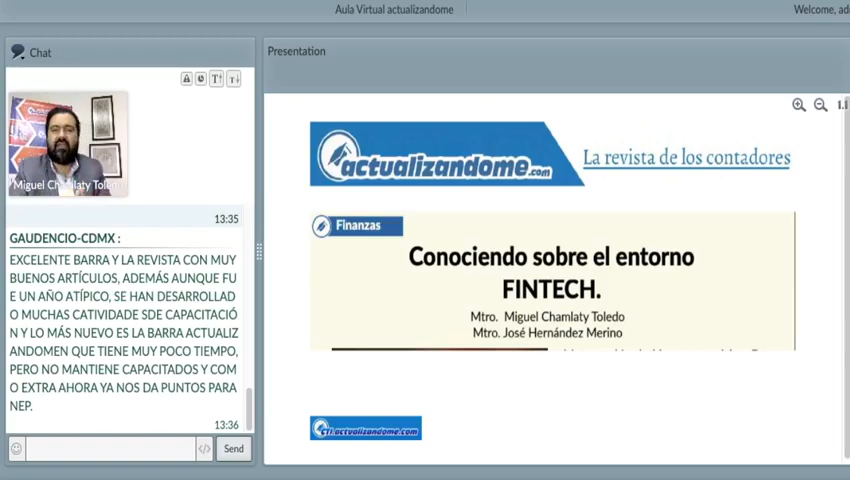 Aula Virtual actualizandome
Welcome, ad
Chat
Miguel Chamlaty Toledo
13:35
GAUDENCIO-CDMX :
EXCELENTE BARRA Y LA REVISTA CON MUY
BUENOS ARTÍCULOS, ADEMÁS AUNQUE FU
E UN AÑO ATÍPICO, SE HAN DESARROLLAD
O MUCHAS CATIVIDADE SDE CAPACITACIÓ
N Y LO MÁS NUEVO ES LA BARRA ACTUALIZ
ANDOMEN QUE TIENE MUY POCO TIEMPO,
PERO NO MANTIENE CAPACITADOS Y COM
O EXTRA AHORA YA NOS DA PUNTOS PARA
NEP.
13:36
Send
Presentation
actualizandome.com
La revista de los contadores
Finanzas
Conociendo sobre el entorno
FINTECH.
Mtro. Miguel Chamlaty Toledo
Mtro. José Hernández Merino
actualizandome.com